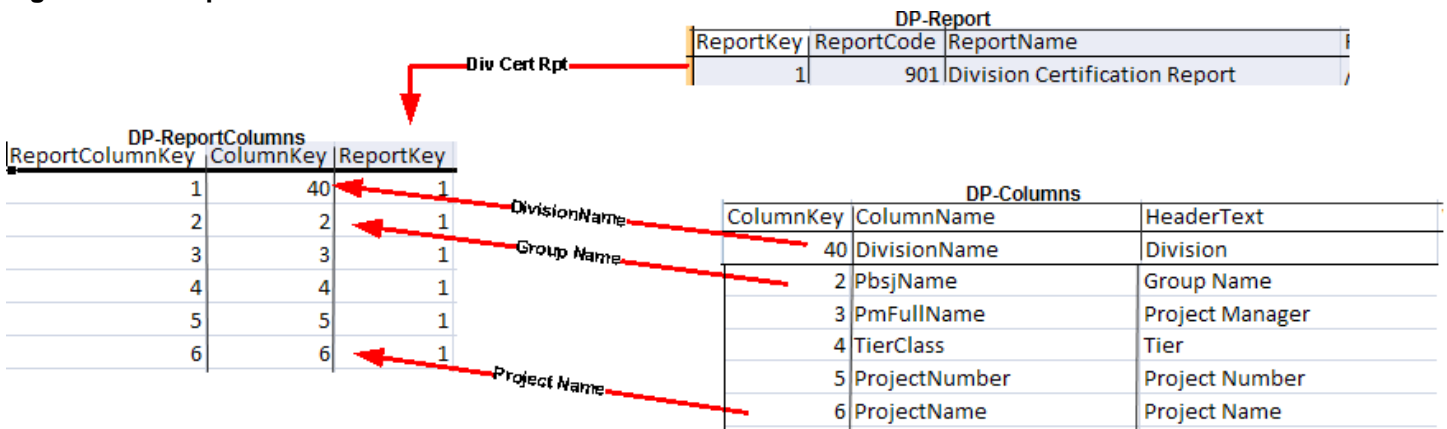 DP-Report
ReportKey ReportCode ReportName
1 901 Division Certification Report
Div Cert Rpt
DP-ReportColumns
ReportColumnKey ColumnKey ReportKey
1 40 1
2 2 1
3 3 1
4 4 1
5 5 1
6 6 1
DivisionName
Group Name
Project Name
DP-Columns
ColumnKey ColumnName HeaderText
40 DivisionName Division
2 PbsjName Group Name
3 PmFullName Project Manager
4 TierClass Tier
5 ProjectNumber Project Number
6 ProjectName Project Name